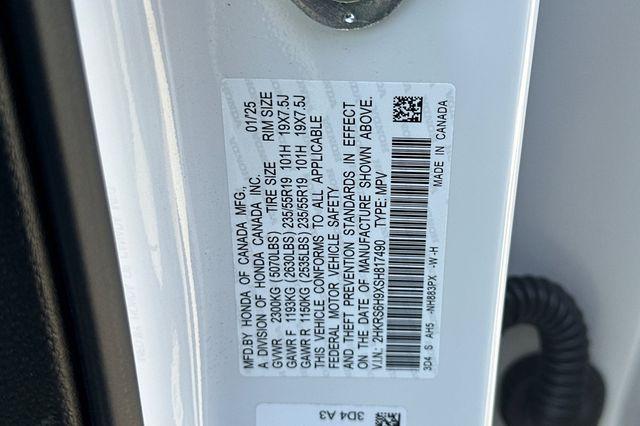 MFD.BY HONDA OF CANADA MFG., 01/25
A DIVISION OF HONDA CANADA INC.
TIRE SIZE RIM SIZE
GVWR 2300KG (5070LBS)
GAWR F 1193KG (2630LBS) 235/55R19 101H 19X7.5J
GAWR R 1150KG (2535LBS) 235/55R19 101H 19X7.5J
THIS VEHICLE CONFORMS TO ALL APPLICABLE
FEDERAL MOTOR VEHICLE SAFETY
AND THEFT PREVENTION STANDARDS IN EFFECT
ON THE DATE OF MANUFACTURE SHOWN ABOVE.
V.I.N: 2HKRS6H9XSH817490 TYPE: MPV
3D4 S AH5 -NH883PX -W-H MADE IN CANADA
3D4 A3